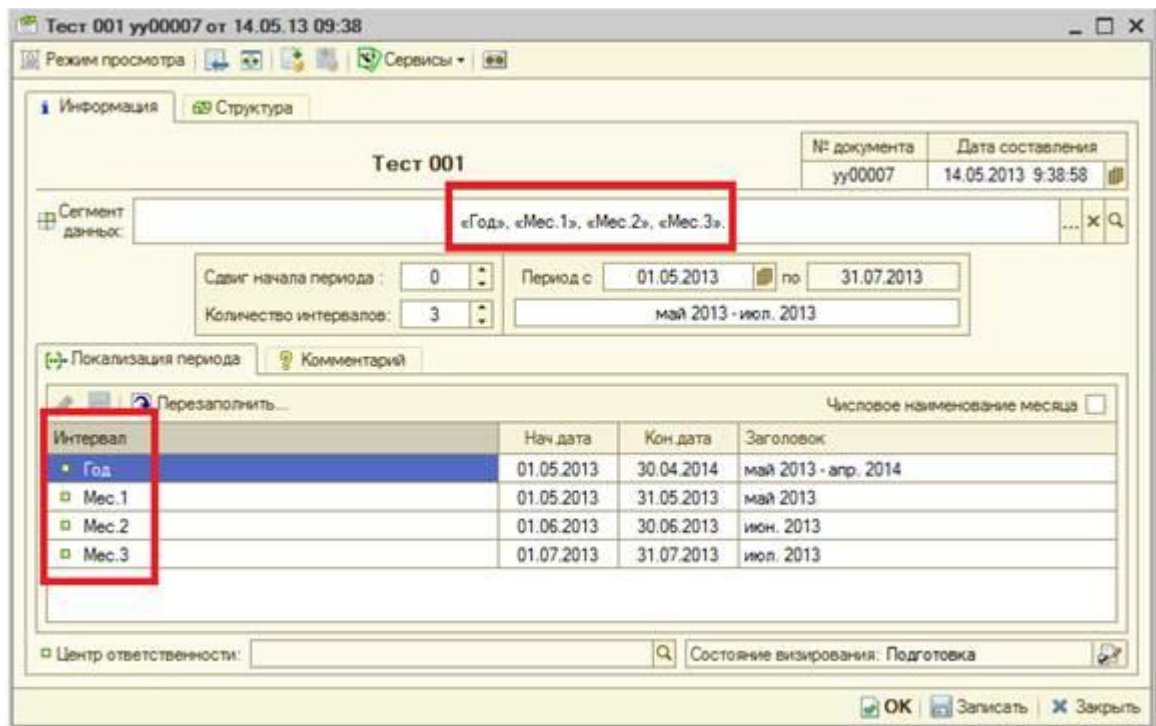 Тест 001 уу00007 от 14.05.13 09:38
Режим просмотра Сервисы
Информация Структура
Тест 001
№ документа Дата составления
уу00007 14.05.2013 9:38:58
Сегмент данных:
«Год», «Мес.1», «Мес.2», «Мес.3».
...
Сдвиг начала периода : 0 Период с 01.05.2013 по 31.07.2013
Количество интервалов: 3 май 2013 - июл. 2013
Локализация периода Комментарий
Перезаполнить... Числовое наименование месяца
Интервал Нач.дата Кон.дата Заголовок
Год 01.05.2013 30.04.2014 май 2013 - апр. 2014
Мес.1 01.05.2013 31.05.2013 май 2013
Мес.2 01.06.2013 30.06.2013 июн. 2013
Мес.3 01.07.2013 31.07.2013 июл. 2013
Центр ответственности: Состояние визирования: Подготовка
OK Записать Закрыть